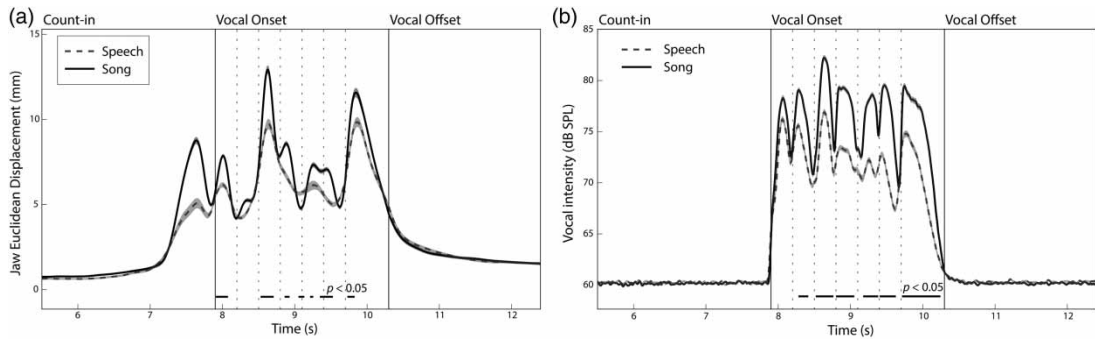 (a)
Count-in Vocal Onset Vocal Offset
15
10
5
0
Jaw Euclidean Displacement (mm)
Speech
Song
p < 0.05
6 7 8 9 10 11 12
Time (s)
(b)
Count-in Vocal Onset Vocal Offset
85
80
75
70
65
60
Vocal intensity (dB SPL)
Speech
Song
p < 0.05
6 7 8 9 10 11 12
Time (s)